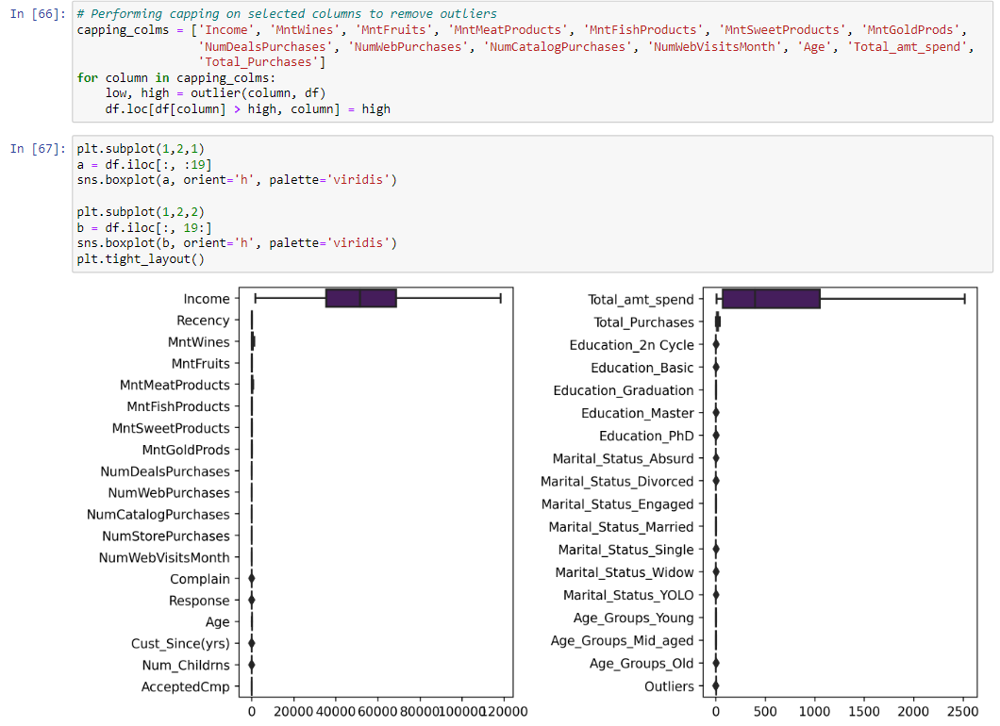 In [66]: # Performing capping on selected columns to remove outliers
capping_colms = ['Income', 'MntWines', 'MntFruits', 'MntMeatProducts', 'MntFishProducts', 'MntSweetProducts', 'MntGoldProds',
'NumDealsPurchases', 'NumWebPurchases', 'NumCatalogPurchases', 'NumWebVisitsMonth', 'Age', 'Total_amt_spend',
'Total_Purchases']
for column in capping_colms:
    low, high = outlier(column, df)
    df.loc[df[column] > high, column] = high
In [67]: plt.subplot(1,2,1)
a = df.iloc[:, :19]
sns.boxplot(a, orient='h', palette='viridis')
plt.subplot(1,2,2)
b = df.iloc[:, 19:]
sns.boxplot(b, orient='h', palette='viridis')
plt.tight_layout()
Income
Recency
MntWines
MntFruits
MntMeatProducts
MntFishProducts
MntSweetProducts
MntGoldProds
NumDealsPurchases
NumWebPurchases
NumCatalogPurchases
NumStorePurchases
NumWebVisitsMonth
Complain
Response
Age
Cust_Since(yrs)
Num_Childrns
AcceptedCmp
0 20000 40000 60000 80000 100000 120000
Total_amt_spend
Total_Purchases
Education_2n Cycle
Education_Basic
Education_Graduation
Education_Master
Education_PhD
Marital_Status_Absurd
Marital_Status_Divorced
Marital_Status_Engaged
Marital_Status_Married
Marital_Status_Single
Marital_Status_Widow
Marital_Status_YOLO
Age_Groups_Young
Age_Groups_Mid_aged
Age_Groups_Old
Outliers
0 500 1000 1500 2000 2500